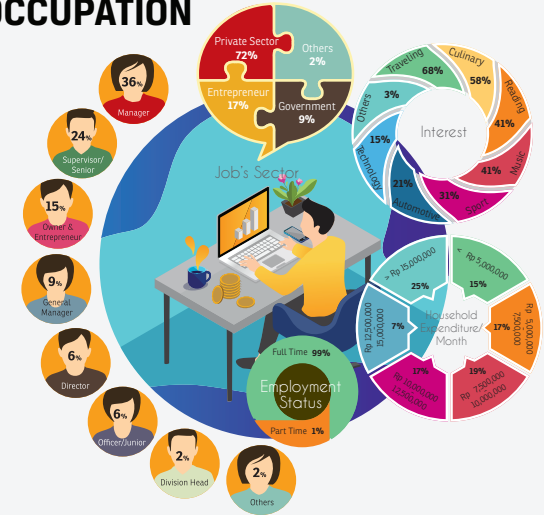 OCCUPATION
Private Sector
72%
Others
2%
Entrepreneur
17%
Government
9%
Job's Sector
36%
Manager
24%
Supervisor/
Senior
15%
Owner &
Entrepreneur
9%
General
Manager
6%
Director
6%
Officer/Junior
2%
Division Head
2%
Others
Full Time 99%
Employment
Status
Part Time 1%
Interest
Traveling
68%
Culinary
58%
Reading
41%
Music
41%
Sport
31%
Automotive
21%
Technology
15%
Others
3%
Household
Expenditure/
Month
< Rp 5,000,000
15%
Rp 5,000,000
7,500,000
17%
Rp 7,500,000
10,000,000
19%
Rp 10,000,000
12,500,000
17%
Rp 12,500,000
15,000,000
7%
> Rp 15,000,000
25%